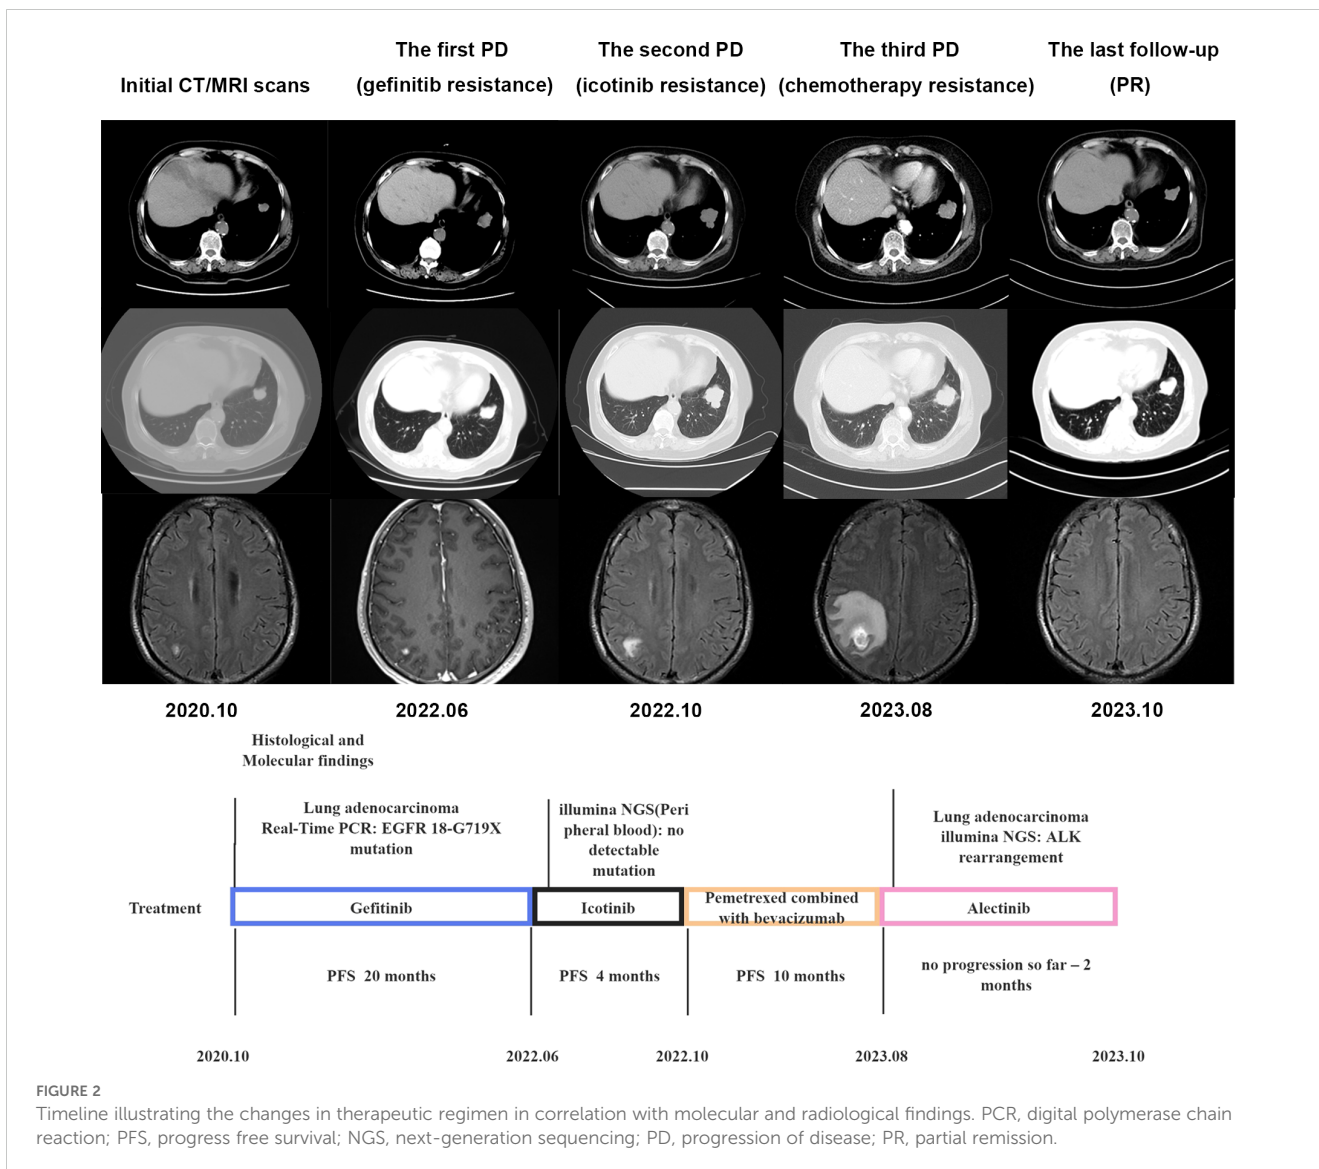 The first PD
The second PD
The third PD
The last follow-up
Initial CT/MRI scans
(gefinitib resistance)
(icotinib resistance)
(chemotherapy resistance)
(PR)
2020.10
2022.06
2022.10
2023.08
2023.10
Histological and
Molecular findings
Lung adenocarcinoma
Real-Time PCR: EGFR 18-G719X
mutation
illumina NGS(Peri
pheral blood): no
detectable
mutation
Lung adenocarcinoma
illumina NGS: ALK
rearrangement
Treatment
Gefitinib
Icotinib
Pemetrexed combined
with bevacizumab
Alectinib
PFS 20 months
PFS 4 months
PFS 10 months
no progression so far – 2
months
2020.10
2022.06
2022.10
2023.08
2023.10
FIGURE 2
Timeline illustrating the changes in therapeutic regimen in correlation with molecular and radiological findings. PCR, digital polymerase chain
reaction; PFS, progress free survival; NGS, next-generation sequencing; PD, progression of disease; PR, partial remission.